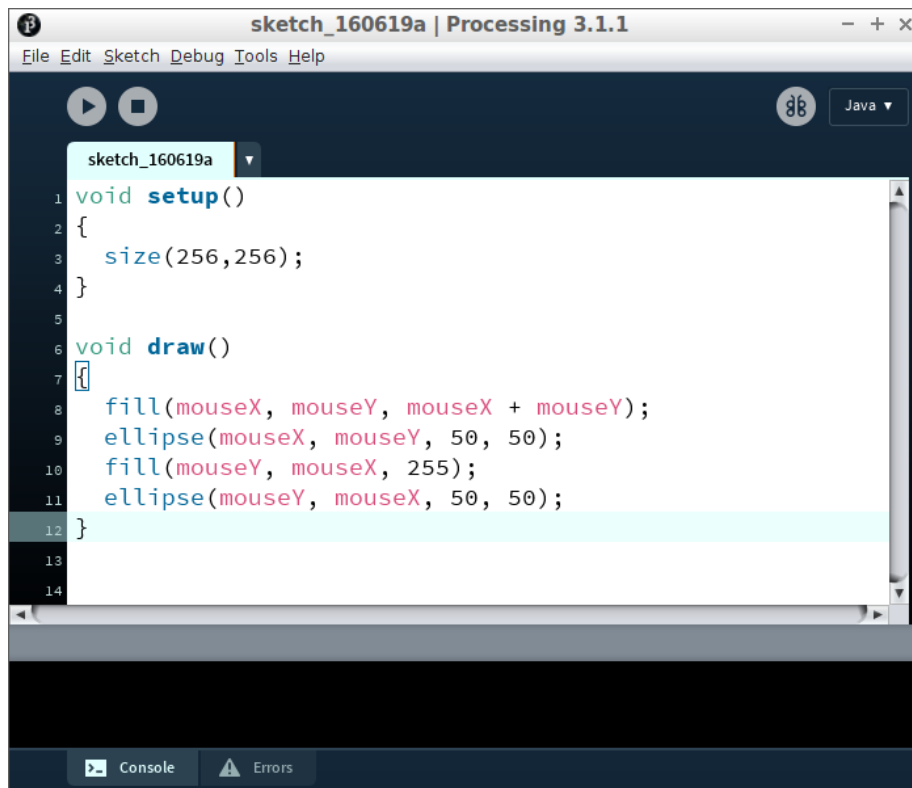 sketch_160619a | Processing 3.1.1
File Edit Sketch Debug Tools Help
Java ▼
sketch_160619a ▼
1 void setup()
2 {
3   size(256,256);
4 }
5
6 void draw()
7 {
8   fill(mouseX, mouseY, mouseX + mouseY);
9   ellipse(mouseX, mouseY, 50, 50);
10   fill(mouseY, mouseX, 255);
11   ellipse(mouseY, mouseX, 50, 50);
12 }
13
14
Console Errors